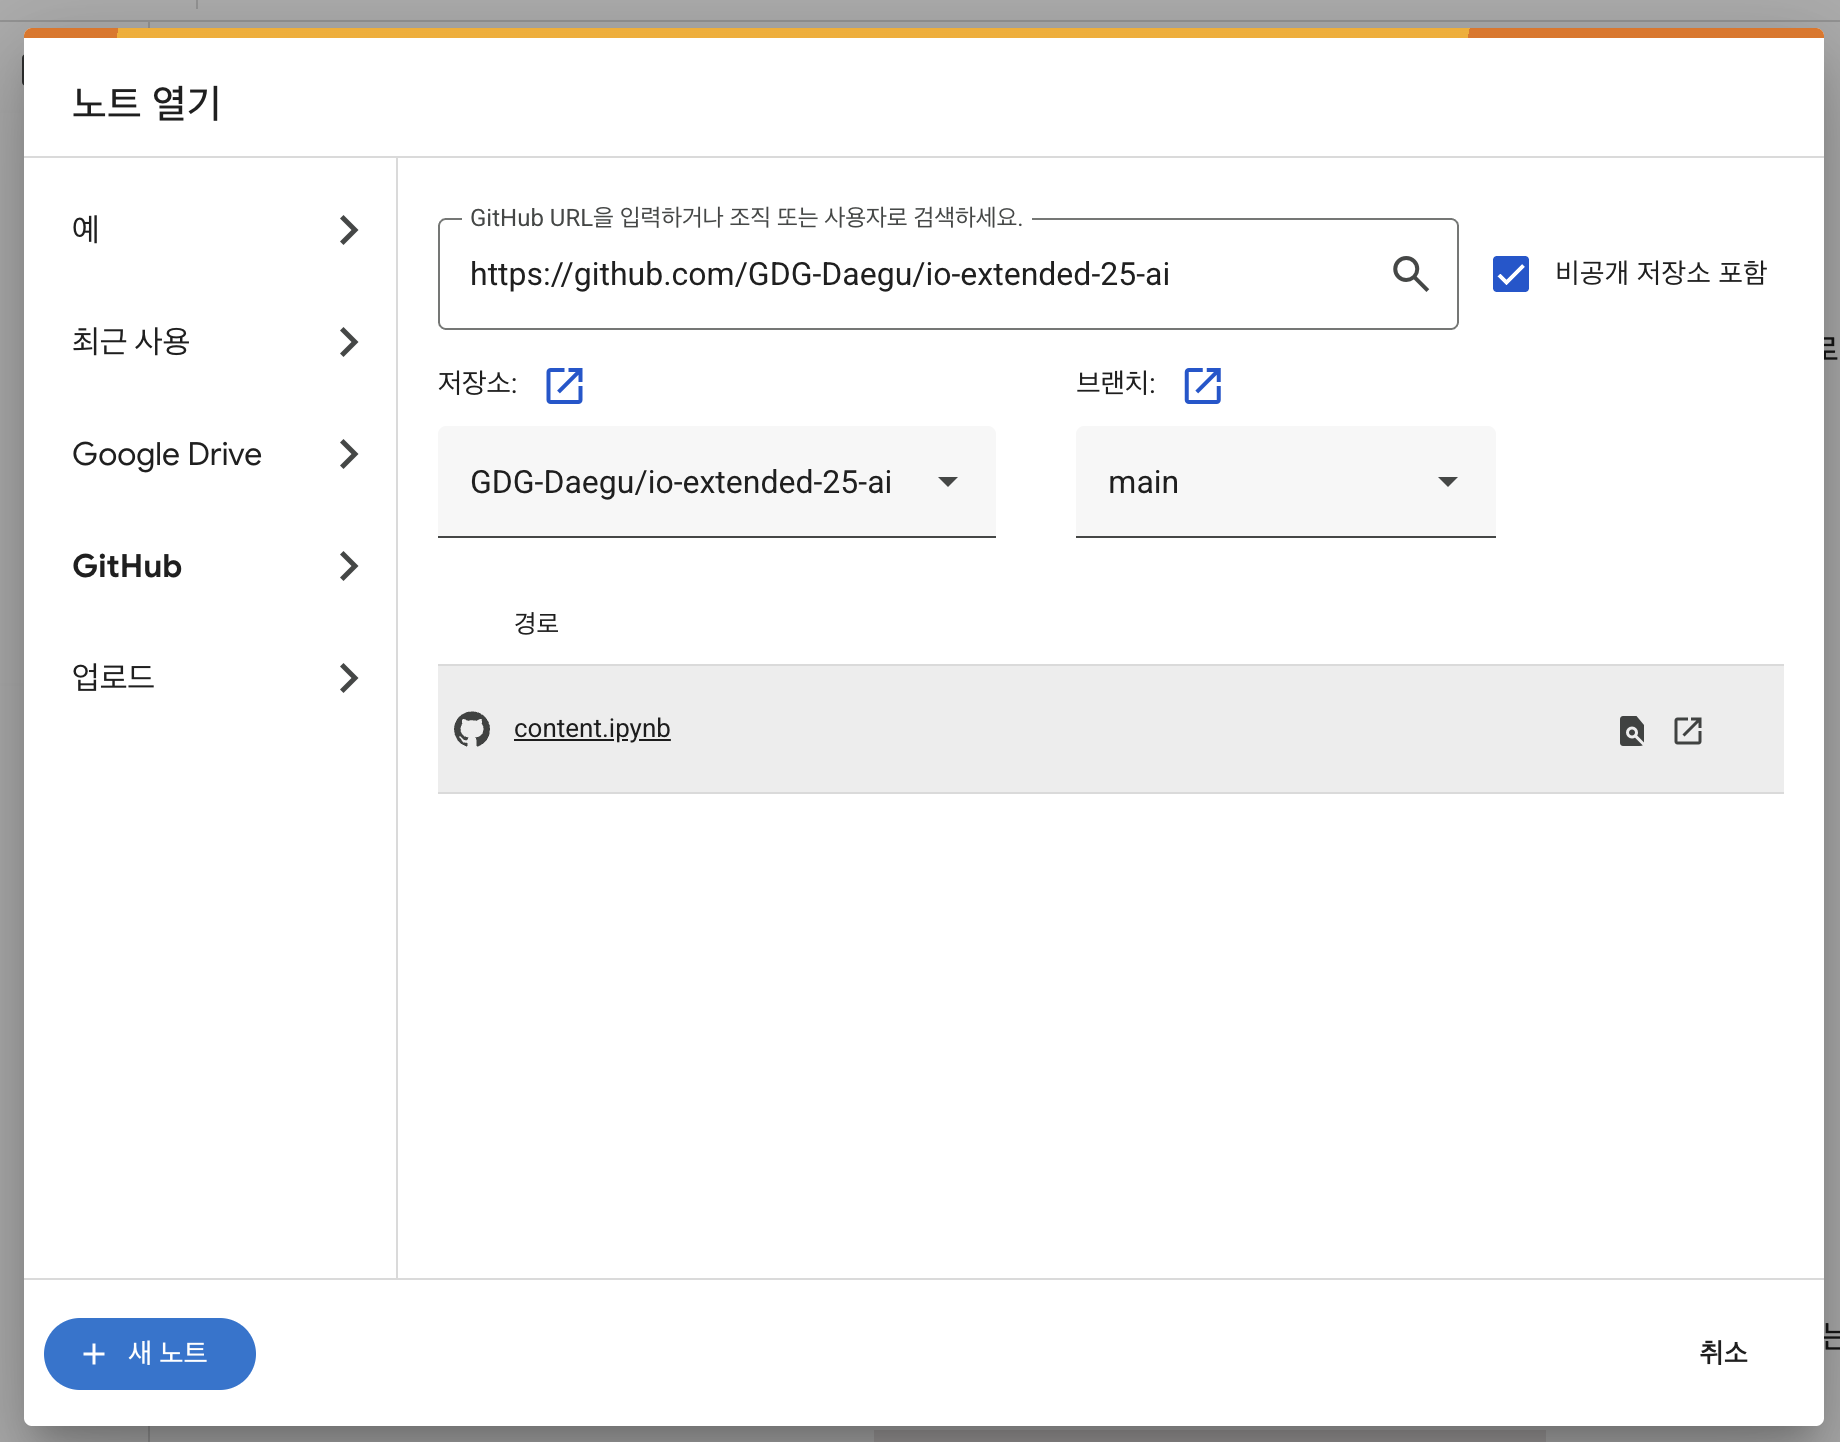 노트 열기
예
최근 사용
Google Drive
GitHub
업로드
GitHub URL을 입력하거나 조직 또는 사용자로 검색하세요.
https://github.com/GDG-Daegu/io-extended-25-ai
비공개 저장소 포함
저장소:
브랜치:
GDG-Daegu/io-extended-25-ai
main
경로
content.ipynb
새 노트
취소